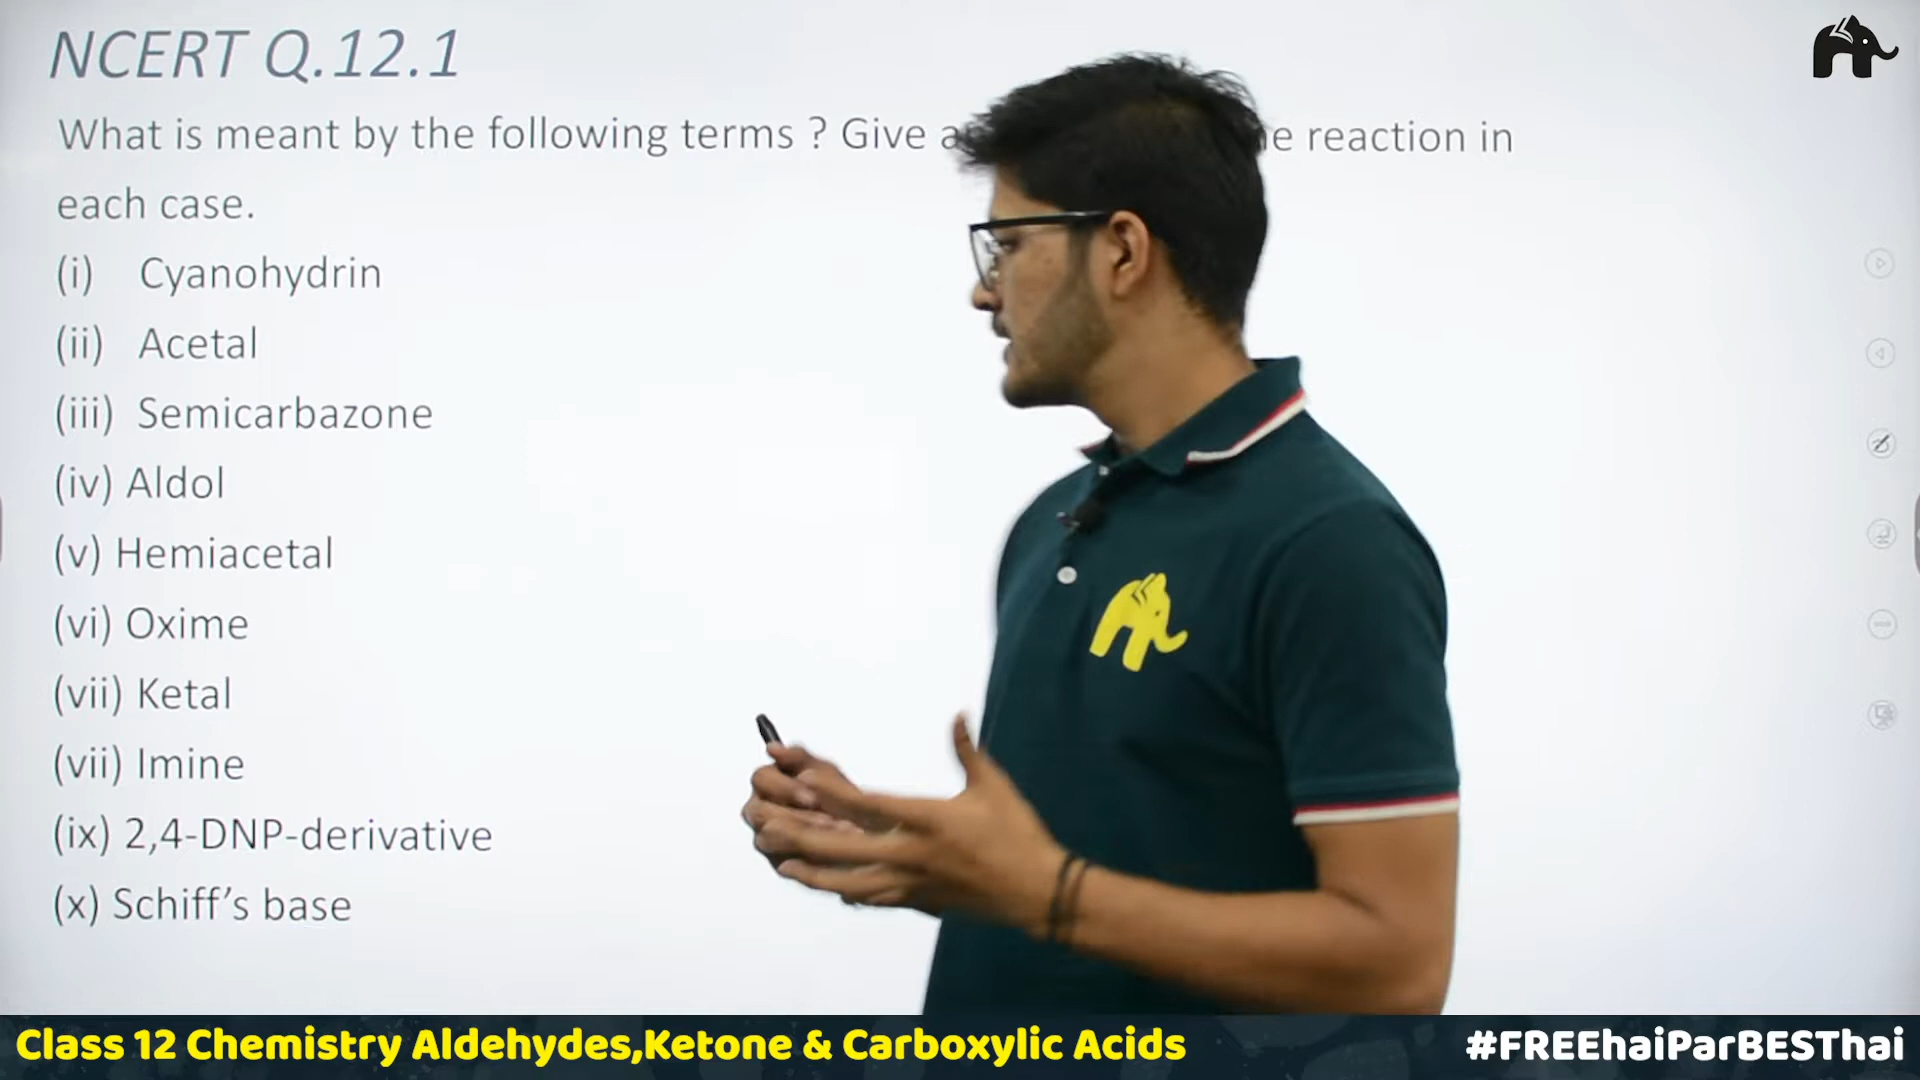 NCERT Q.12.1
What is meant by the following terms ? Give reaction in
each case.
(i) Cyanohydrin
(ii) Acetal
(iii) Semicarbazone
(iv) Aldol
(v) Hemiacetal
(vi) Oxime
(vii) Ketal
(vii) Imine
(ix) 2,4-DNP-derivative
(x) Schiff’s base
Class 12 Chemistry Aldehydes,Ketone & Carboxylic Acids
#FREEhaiParBESThai